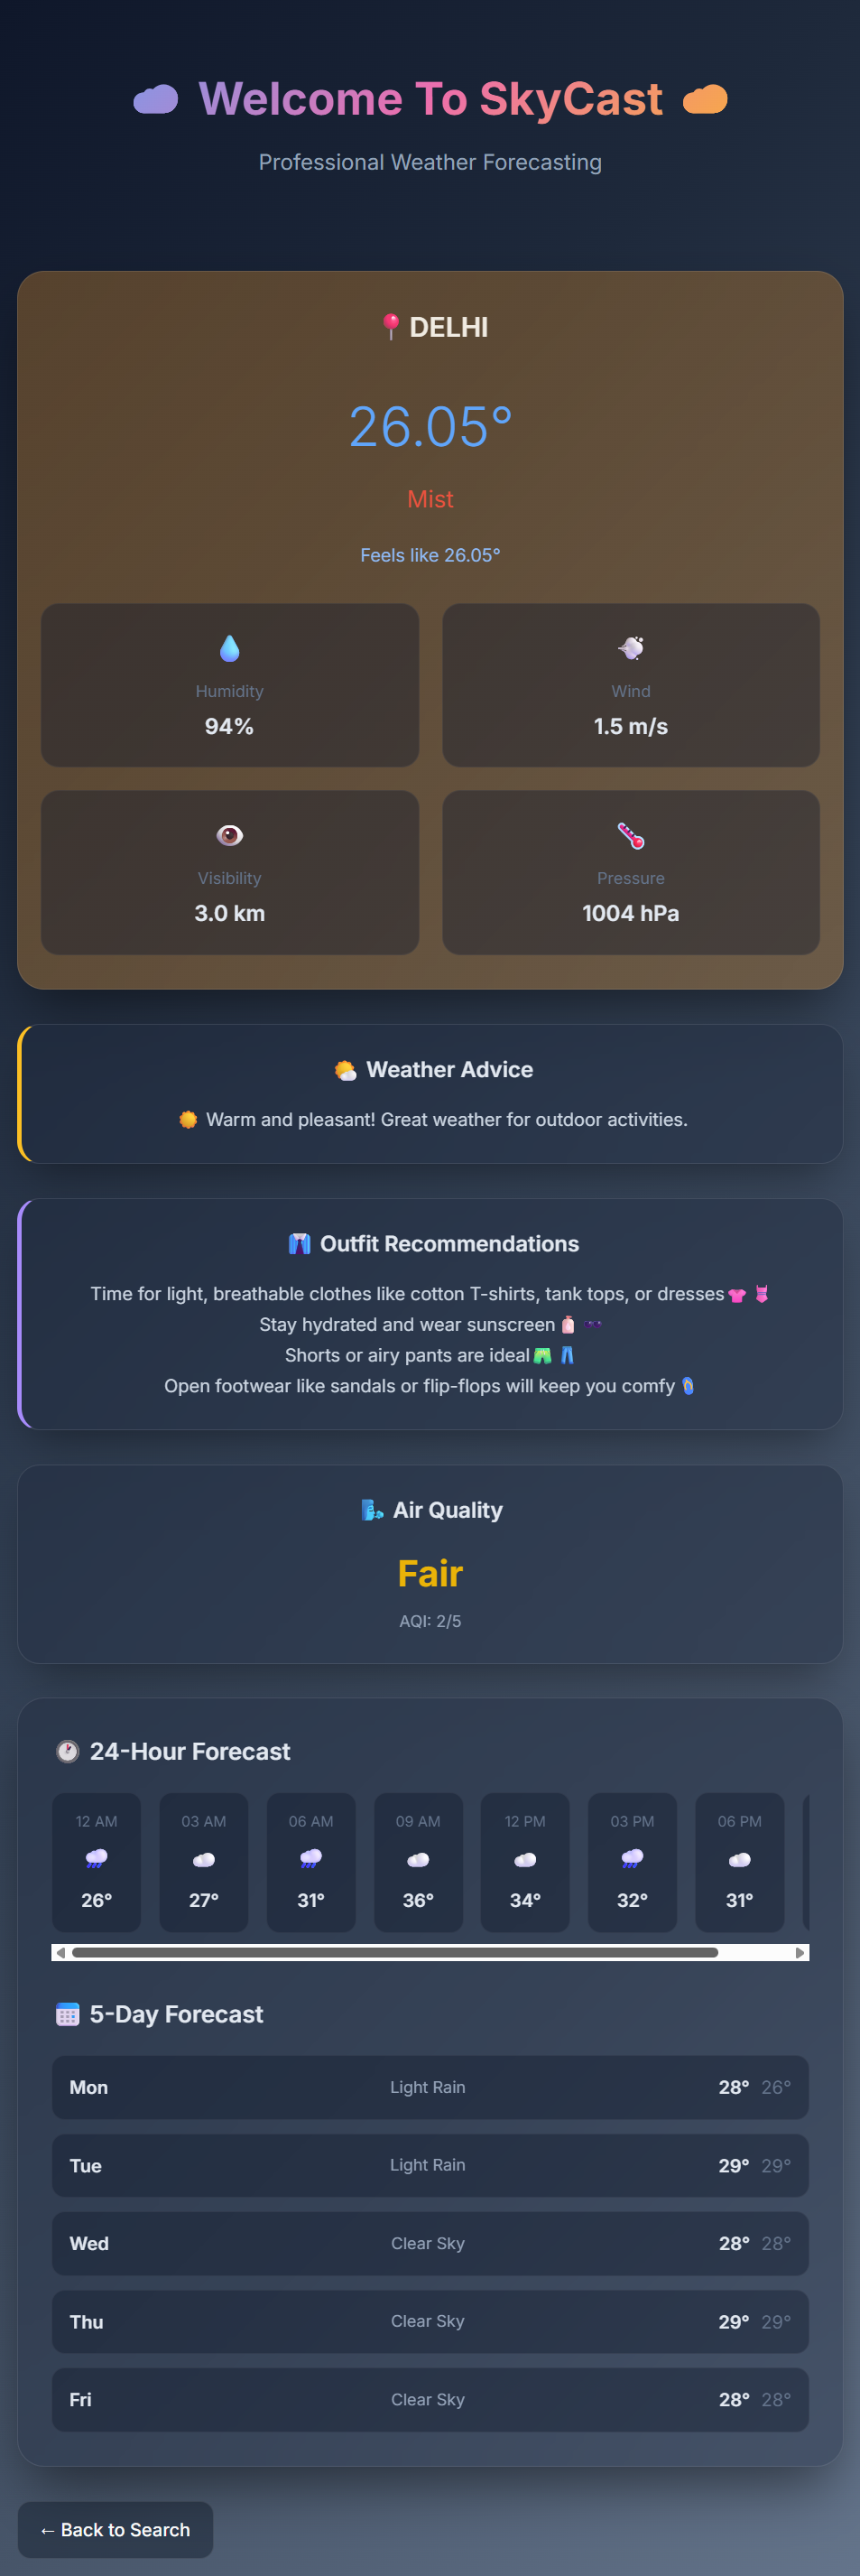 Welcome To SkyCast
Professional Weather Forecasting
DELHI
26.05°
Mist
Feels like 26.05°
Humidity
94%
Wind
1.5 m/s
Visibility
3.0 km
Pressure
1004 hPa
Weather Advice
Warm and pleasant! Great weather for outdoor activities.
Outfit Recommendations
Time for light, breathable clothes like cotton T-shirts, tank tops, or dresses
Stay hydrated and wear sunscreen
Shorts or airy pants are ideal
Open footwear like sandals or flip-flops will keep you comfy
Air Quality
Fair
AQI: 2/5
24-Hour Forecast
12 AM 03 AM 06 AM 09 AM 12 PM 03 PM 06 PM
26° 27° 31° 36° 34° 32° 31°
5-Day Forecast
Mon Light Rain 28° 26°
Tue Light Rain 29° 29°
Wed Clear Sky 28° 28°
Thu Clear Sky 29° 29°
Fri Clear Sky 28° 28°
← Back to Search